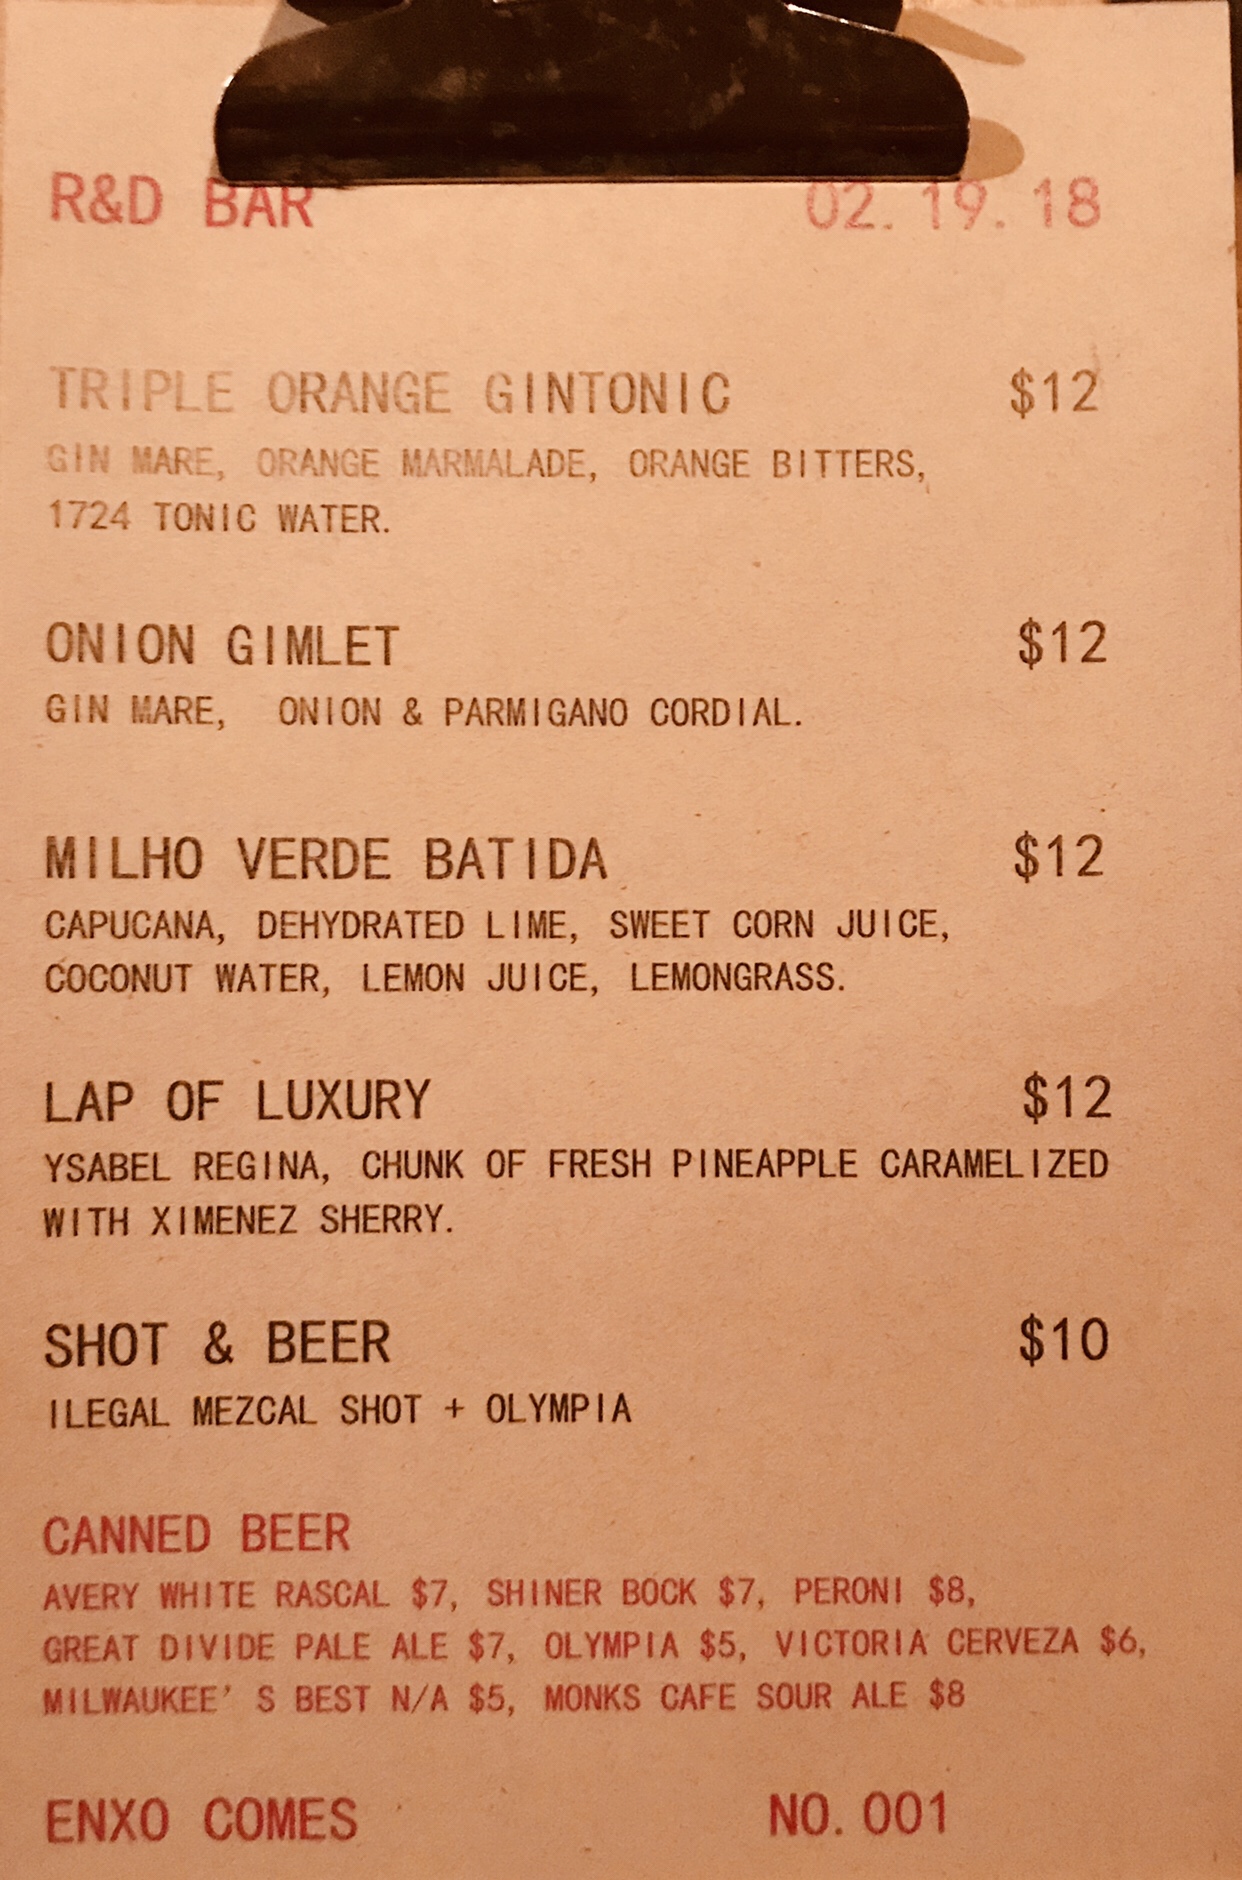 R&D BAR 02.19.18
TRIPLE ORANGE GINTONIC $12
GIN MARE, ORANGE MARMALADE, ORANGE BITTERS,
1724 TONIC WATER.
ONION GIMLET $12
GIN MARE, ONION & PARMIGANO CORDIAL.
MILHO VERDE BATIDA $12
CAPUCANA, DEHYDRATED LIME, SWEET CORN JUICE,
COCONUT WATER, LEMON JUICE, LEMONGRASS.
LAP OF LUXURY $12
YSABEL REGINA, CHUNK OF FRESH PINEAPPLE CARAMELIZED
WITH XIMENEZ SHERRY.
SHOT & BEER $10
ILEGAL MEZCAL SHOT + OLYMPIA
CANNED BEER
AVERY WHITE RASCAL $7, SHINER BOCK $7, PERONI $8,
GREAT DIVIDE PALE ALE $7, OLYMPIA $5, VICTORIA CERVEZA $6,
MILWAUKEE'S BEST N/A $5, MONKS CAFE SOUR ALE $8
ENXO COMES NO.001